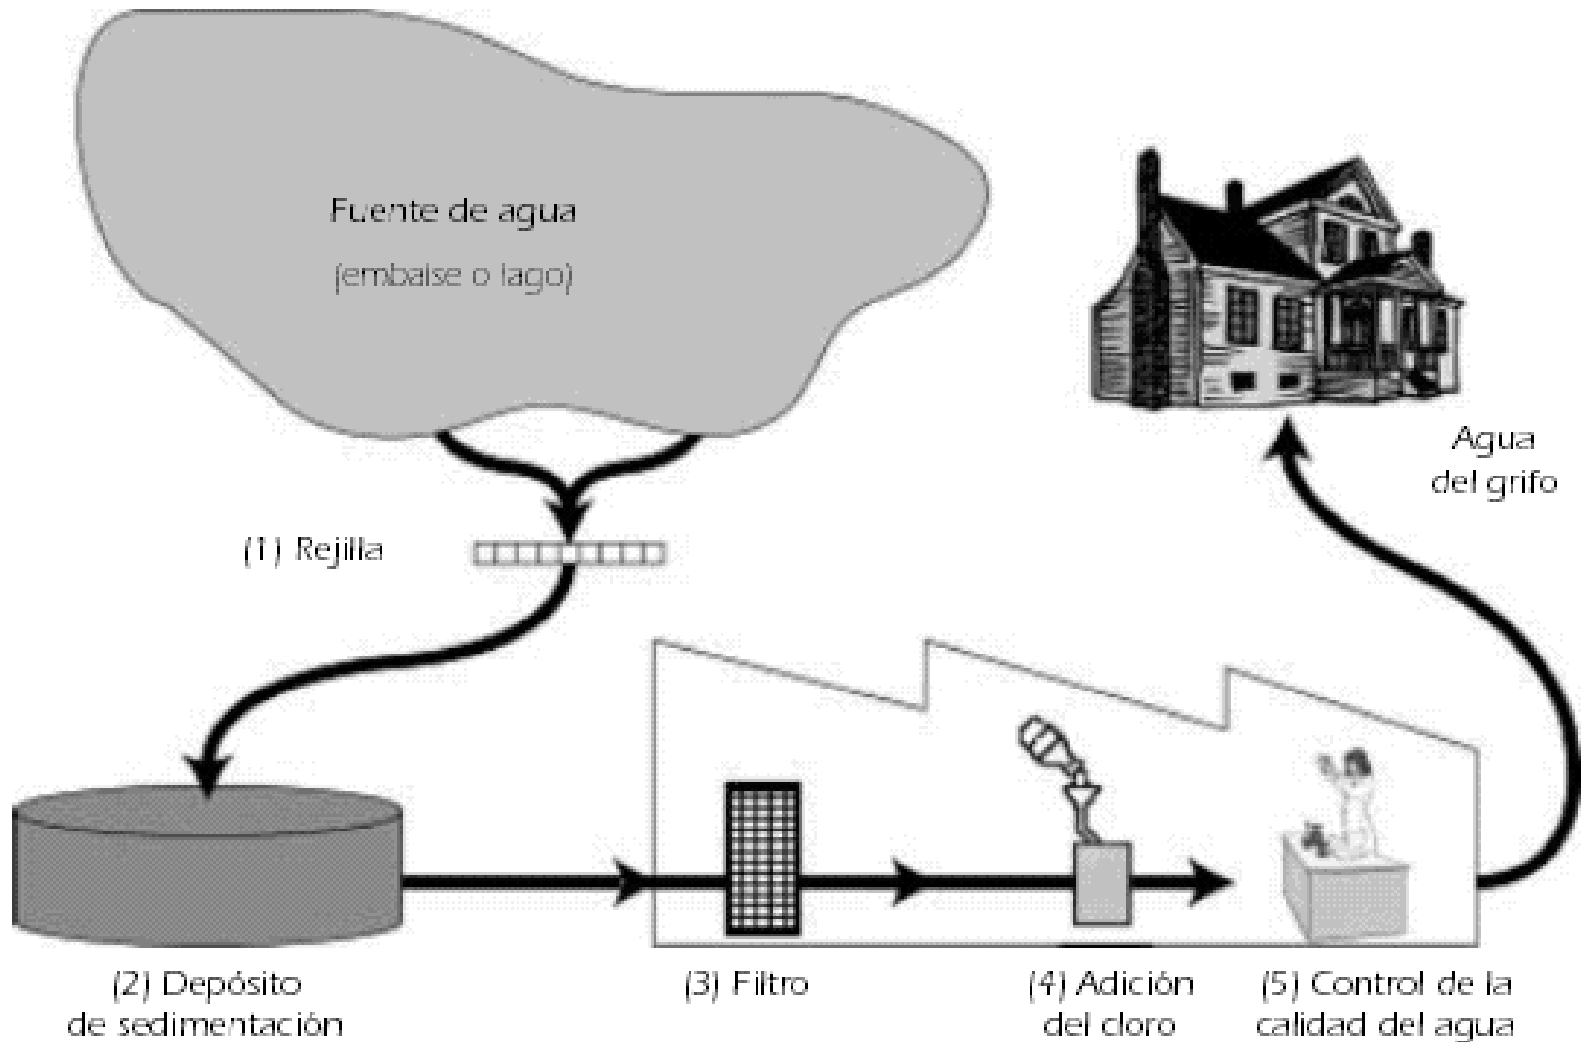 Fuente de agua
(embalse o lago)
Agua
del grifo
(1) Rejilla
(2) Depósito
de sedimentación
(3) Filtro
(4) Adición
del cloro
(5) Control de la
calidad del agua